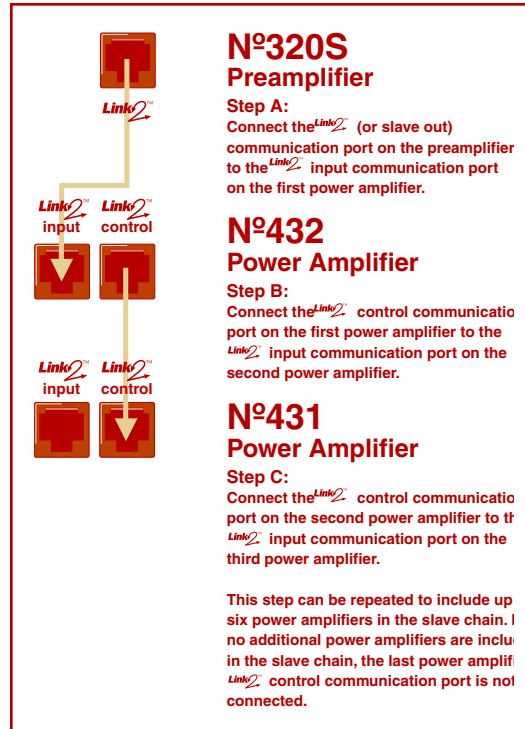 Link2™
Link2™ Link2™
input control
Link2™ Link2™
input control
Nº320S
Preamplifier
Step A:
Connect the Link2™ (or slave out)
communication port on the preamplifier
to the Link2™ input communication port
on the first power amplifier.
Nº432
Power Amplifier
Step B:
Connect the Link2™ control communicatio
port on the first power amplifier to the
Link2™ input communication port on the
second power amplifier.
Nº431
Power Amplifier
Step C:
Connect the Link2™ control communicatio
port on the second power amplifier to th
Link2™ input communication port on the
third power amplifier.
This step can be repeated to include up
six power amplifiers in the slave chain.
no additional power amplifiers are inclu
in the slave chain, the last power amplifi
Link2™ control communication port is not
connected.